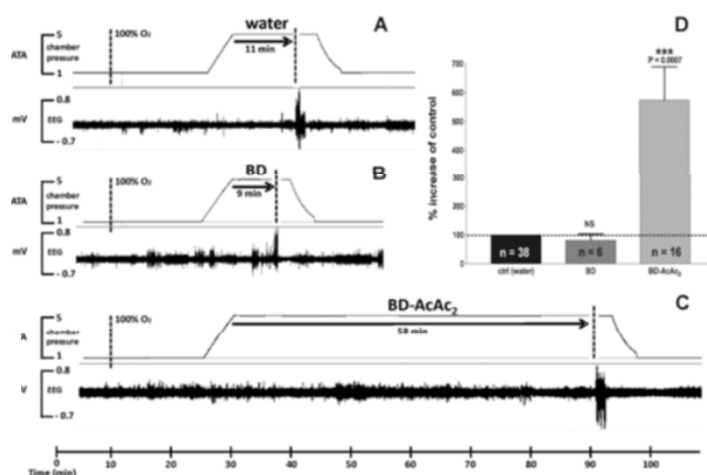 A
water
100% O₂
11 min
ATA
5
chamber
pressure
1
mV
0.8
EEG
- 0.7
B
BD
100% O₂
9 min
ATA
5
chamber
pressure
1
mV
0.8
EEG
- 0.7
D
***
P = 0.0007
% increase of control
700
600
500
400
300
200
100
NS
n = 38
n = 6
n = 16
ctrl (water)
BD
BD-AcAc₂
C
BD-AcAc₂
100% O₂
58 min
A
5
chamber
pressure
1
V
0.8
EEG
- 0.7
0 10 20 30 40 50 60 70 80 90 100
Time (min)